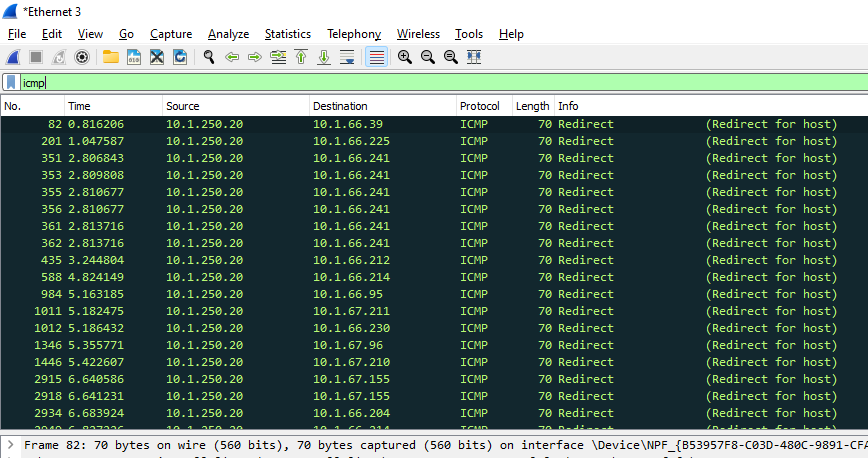 *Ethernet 3
File Edit View Go Capture Analyze Statistics Telephony Wireless Tools Help
icmp
No. Time Source Destination Protocol Length Info
82 0.816206 10.1.250.20 10.1.66.39 ICMP 70 Redirect (Redirect for host)
201 1.047587 10.1.250.20 10.1.66.225 ICMP 70 Redirect (Redirect for host)
351 2.806843 10.1.250.20 10.1.66.241 ICMP 70 Redirect (Redirect for host)
353 2.809808 10.1.250.20 10.1.66.241 ICMP 70 Redirect (Redirect for host)
355 2.810677 10.1.250.20 10.1.66.241 ICMP 70 Redirect (Redirect for host)
356 2.810677 10.1.250.20 10.1.66.241 ICMP 70 Redirect (Redirect for host)
361 2.813716 10.1.250.20 10.1.66.241 ICMP 70 Redirect (Redirect for host)
362 2.813716 10.1.250.20 10.1.66.241 ICMP 70 Redirect (Redirect for host)
435 3.244804 10.1.250.20 10.1.66.212 ICMP 70 Redirect (Redirect for host)
588 4.824149 10.1.250.20 10.1.66.214 ICMP 70 Redirect (Redirect for host)
984 5.163185 10.1.250.20 10.1.66.95 ICMP 70 Redirect (Redirect for host)
1011 5.182475 10.1.250.20 10.1.67.211 ICMP 70 Redirect (Redirect for host)
1012 5.186432 10.1.250.20 10.1.66.230 ICMP 70 Redirect (Redirect for host)
1346 5.355771 10.1.250.20 10.1.67.96 ICMP 70 Redirect (Redirect for host)
1446 5.422607 10.1.250.20 10.1.67.210 ICMP 70 Redirect (Redirect for host)
2915 6.640586 10.1.250.20 10.1.67.155 ICMP 70 Redirect (Redirect for host)
2918 6.641231 10.1.250.20 10.1.67.155 ICMP 70 Redirect (Redirect for host)
2934 6.683924 10.1.250.20 10.1.66.204 ICMP 70 Redirect (Redirect for host)
Frame 82: 70 bytes on wire (560 bits), 70 bytes captured (560 bits) on interface \Device\NPF_{B53957F8-C03D-480C-9891-CFA